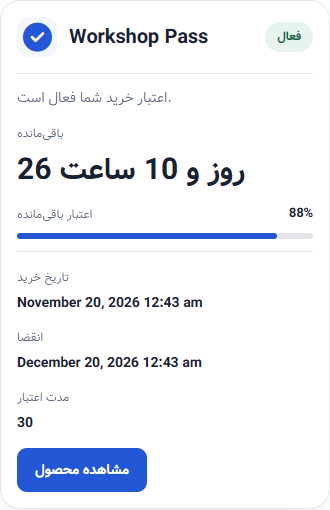 Workshop Pass
فعال
اعتبار خرید شما فعال است.
باقی‌مانده
26 روز و 10 ساعت
اعتبار باقی‌مانده
88%
تاریخ خرید
November 20, 2026 12:43 am
انقضا
December 20, 2026 12:43 am
مدت اعتبار
30
مشاهده محصول